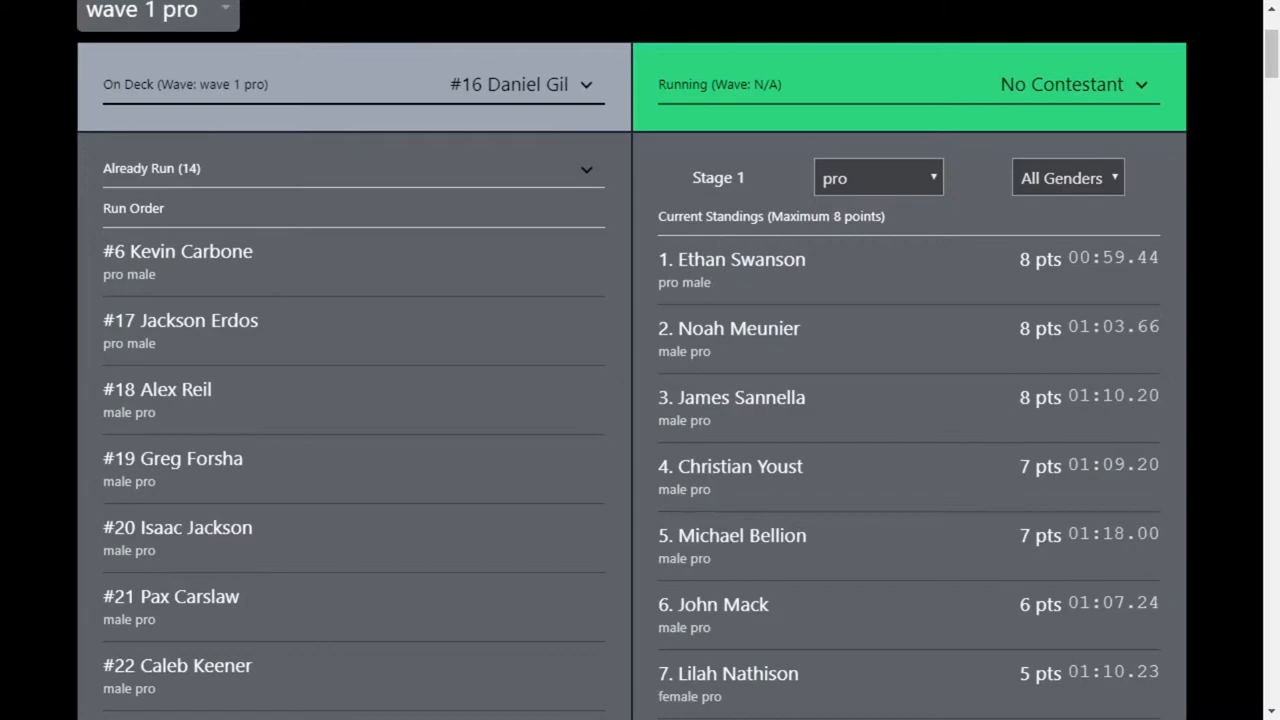 wave 1 pro
On Deck (Wave: wave 1 pro)
#16 Daniel Gil
Already Run (14)
Run Order
#6 Kevin Carbone
pro male
#17 Jackson Erdos
pro male
#18 Alex Reil
male pro
#19 Greg Forsha
male pro
#20 Isaac Jackson
male pro
#21 Pax Carslaw
male pro
#22 Caleb Keener
male pro
Running (Wave: N/A)
No Contestant
Stage 1
pro
All Genders
Current Standings (Maximum 8 points)
1. Ethan Swanson 8 pts 00:59.44
pro male
2. Noah Meunier 8 pts 01:03.66
male pro
3. James Sannella 8 pts 01:10.20
male pro
4. Christian Youst 7 pts 01:09.20
male pro
5. Michael Bellion 7 pts 01:18.00
male pro
6. John Mack 6 pts 01:07.24
male pro
7. Lilah Nathison 5 pts 01:10.23
female pro